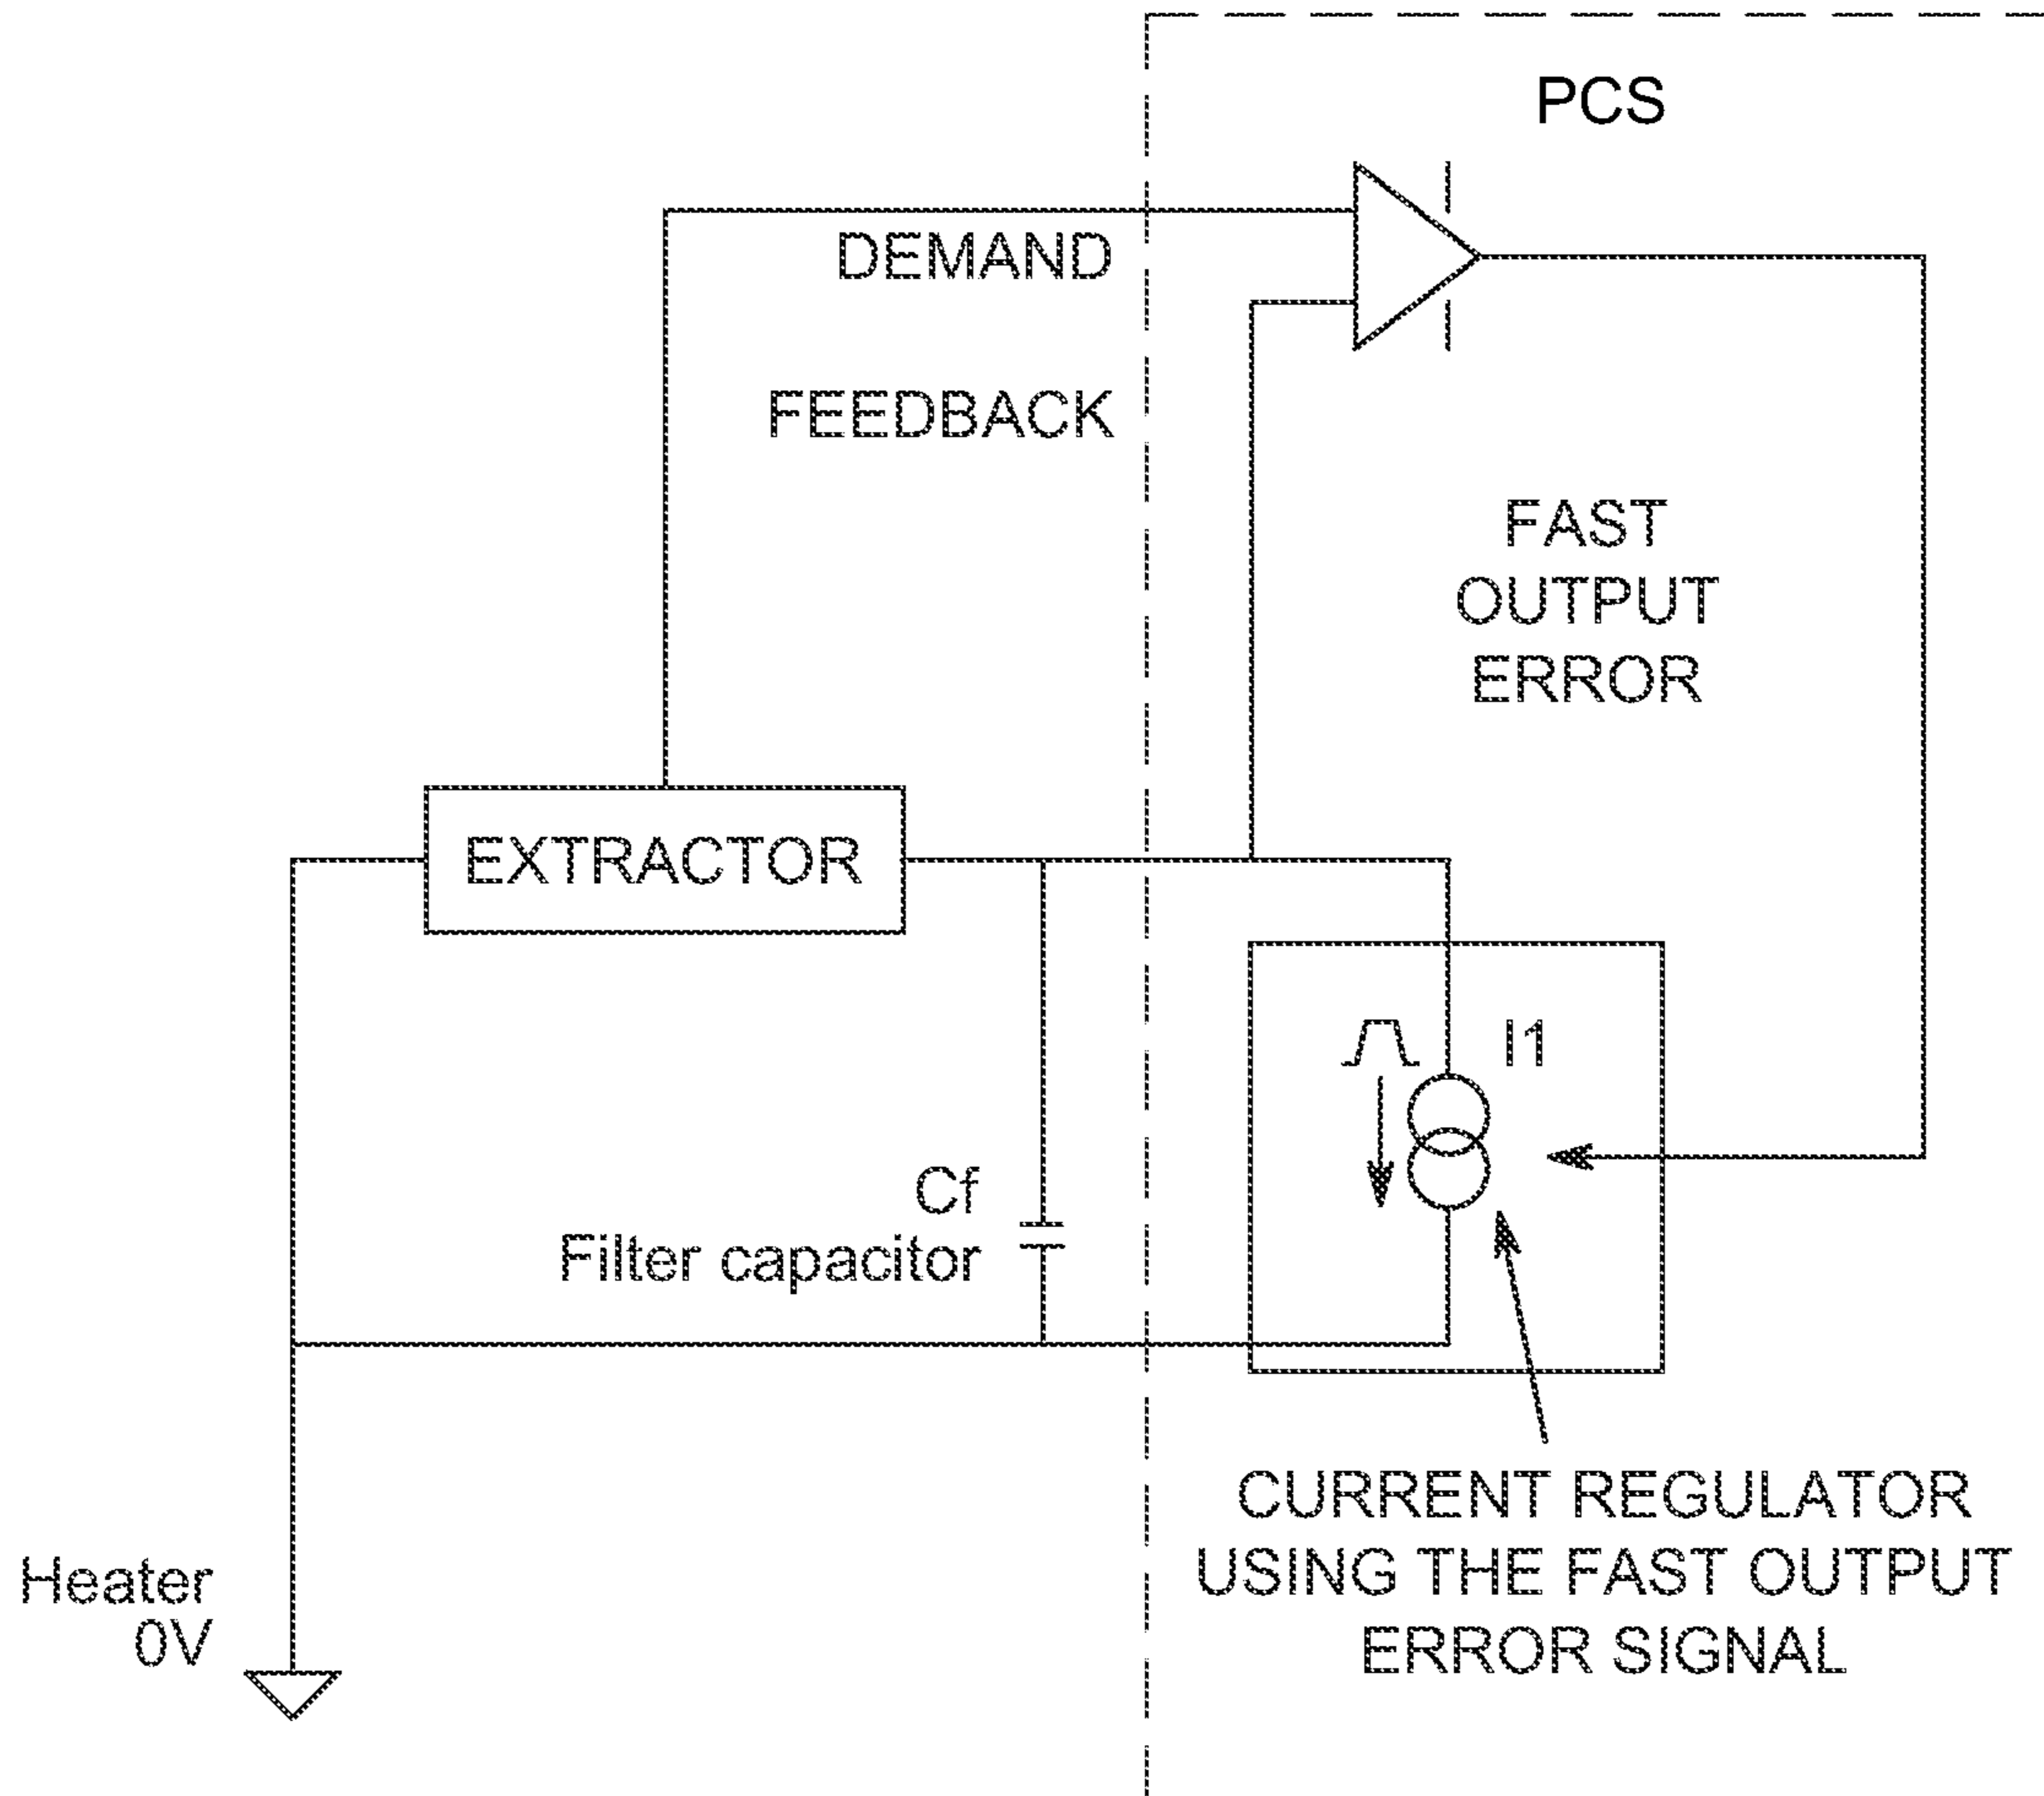 PCS
DEMAND
FEEDBACK
FAST
OUTPUT
ERROR
EXTRACTOR
I1
Cf
Filter capacitor
CURRENT REGULATOR
USING THE FAST OUTPUT
ERROR SIGNAL
Heater
0V